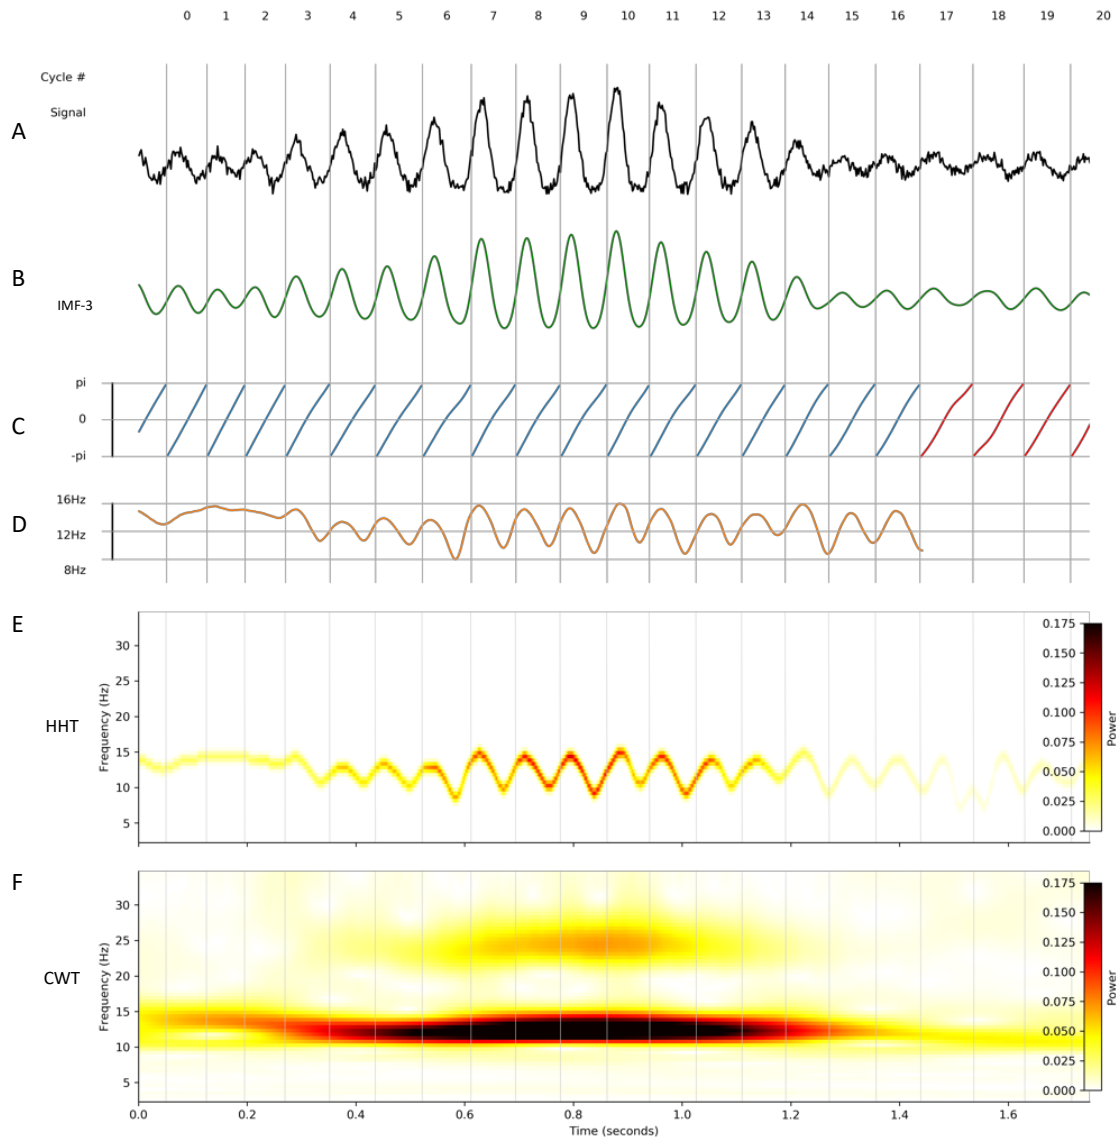 0 1 2 3 4 5 6 7 8 9 10 11 12 13 14 15 16 17 18 19 20
Cycle #
Signal
A
B
IMF-3
pi
0
-pi
C
16Hz
12Hz
8Hz
D
E
HHT
Frequency (Hz)
30
25
20
15
10
5
0.175
0.150
0.125
0.100
0.075
0.050
0.025
0.000
Power
F
CWT
Frequency (Hz)
30
25
20
15
10
5
0.175
0.150
0.125
0.100
0.075
0.050
0.025
0.000
Power
0.0 0.2 0.4 0.6 0.8 1.0 1.2 1.4 1.6
Time (seconds)